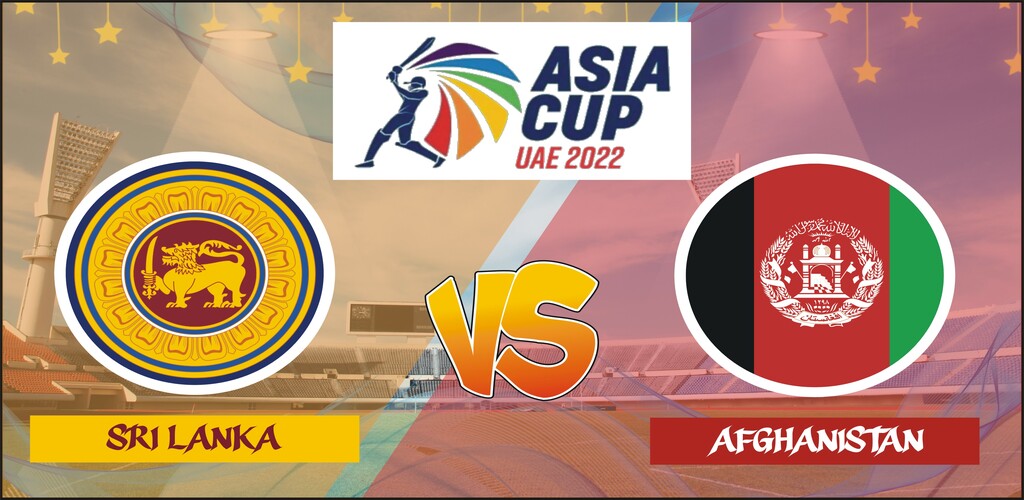 ASIA
CUP
UAE 2022
VS
SRI LANKA
AFGHANISTAN